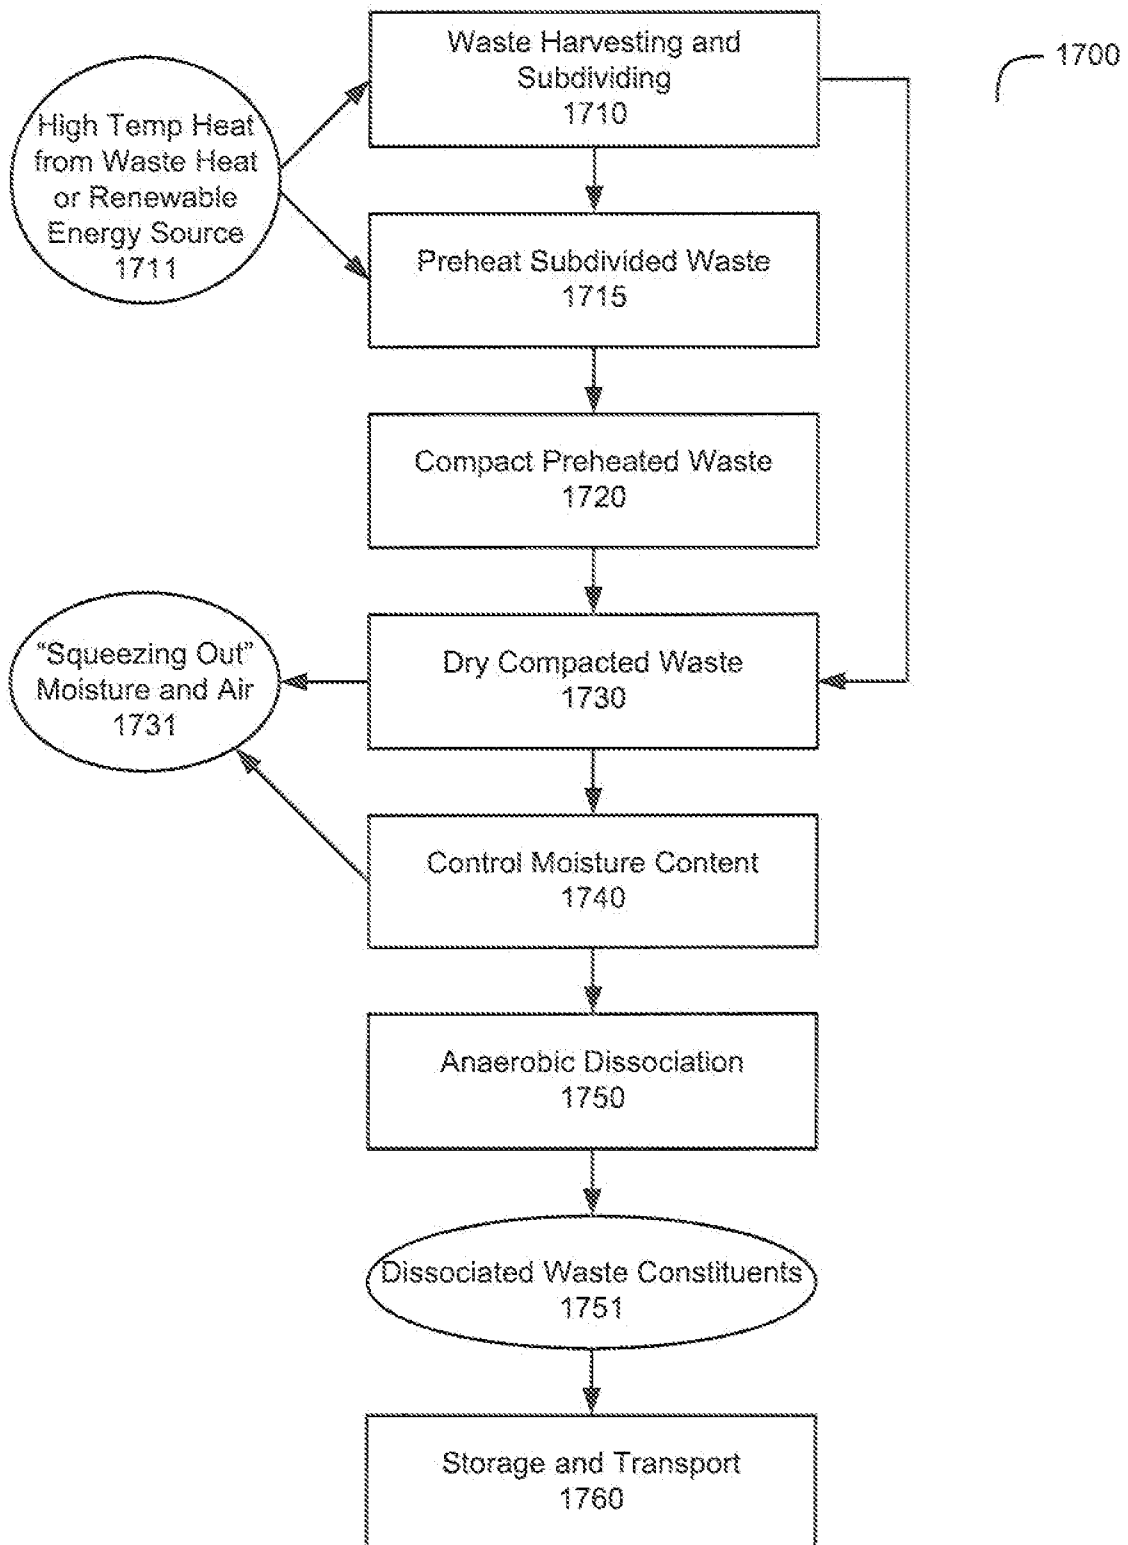 Waste Harvesting and
Subdividing
1710
1700
High Temp Heat
from Waste Heat
or Renewable
Energy Source
1711
Preheat Subdivided Waste
1715
Compact Preheated Waste
1720
“Squeezing Out”
Moisture and Air
1731
Dry Compacted Waste
1730
Control Moisture Content
1740
Anaerobic Dissociation
1750
Dissociated Waste Constituents
1751
Storage and Transport
1760